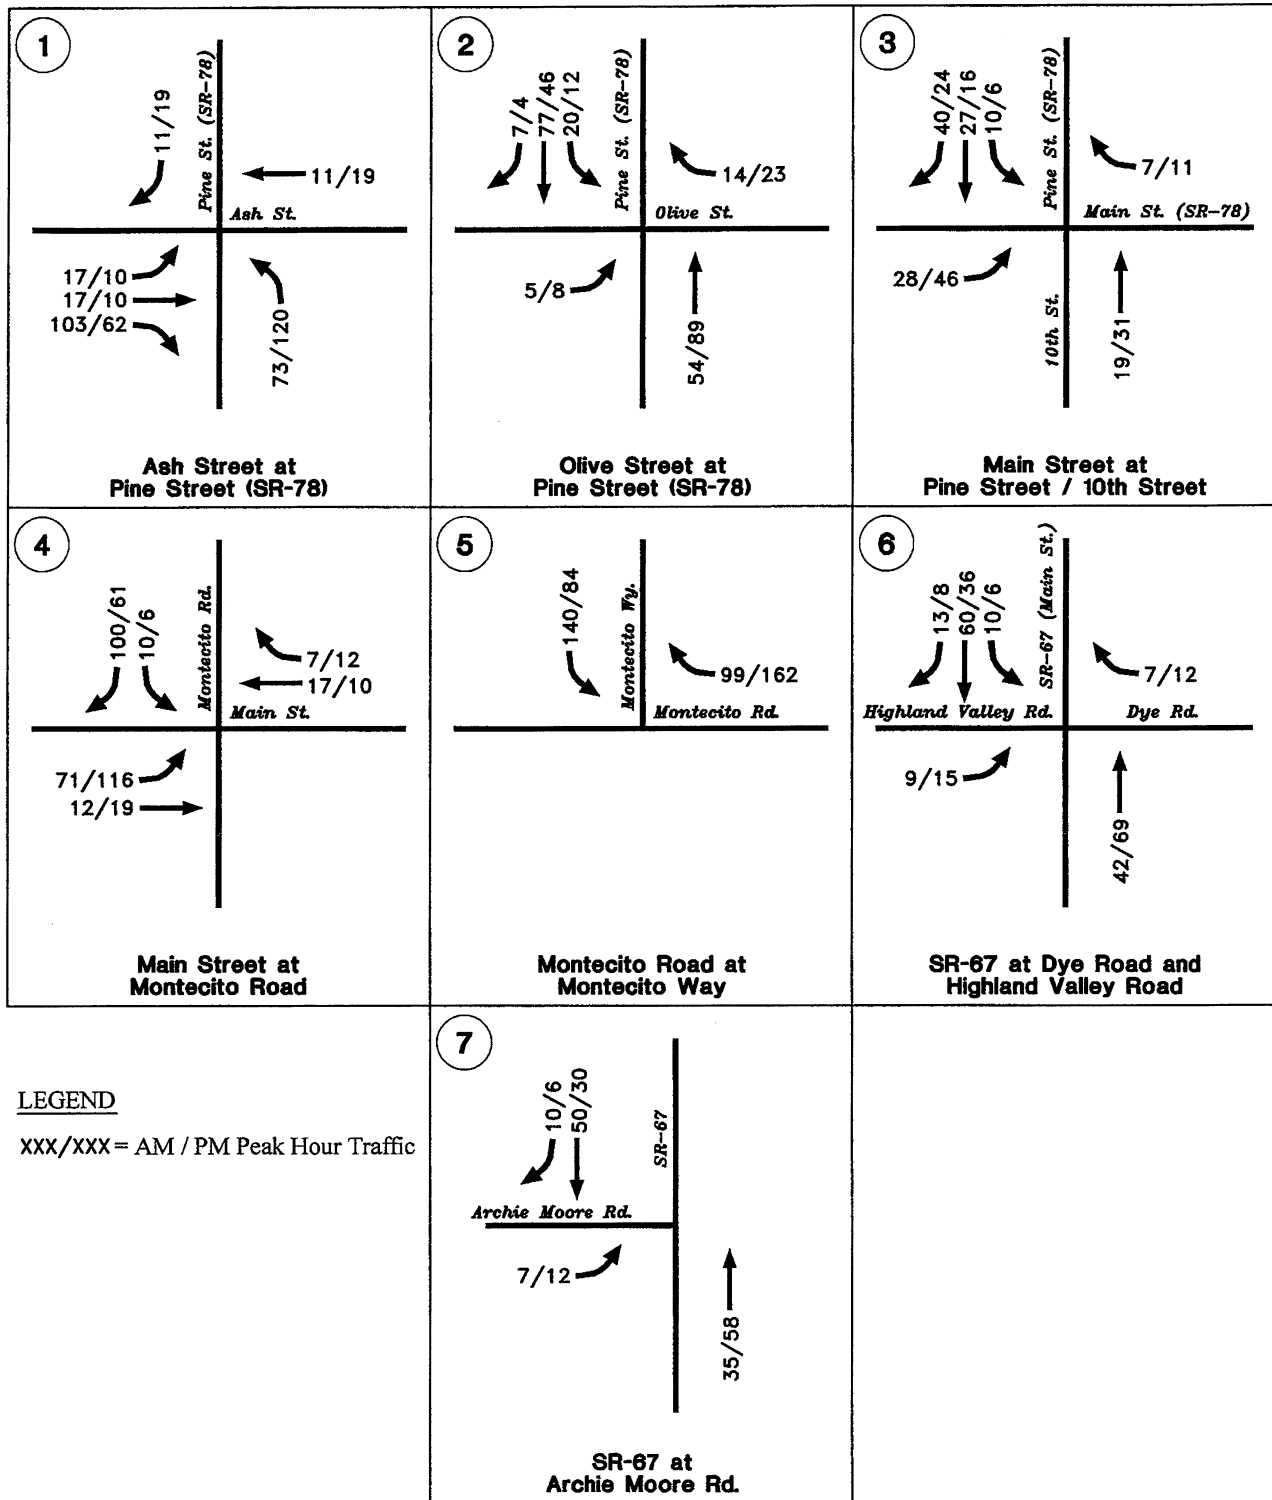 1
11/19
Pine St. (SR-78)
11/19
Ash St.
17/10
17/10
103/62
73/120
Ash Street at
Pine Street (SR-78)
2
7/4
77/46
20/12
Pine St. (SR-78)
14/23
Olive St.
5/8
54/89
Olive Street at
Pine Street (SR-78)
3
40/24
27/16
10/6
Pine St. (SR-78)
7/11
Main St. (SR-78)
28/46
10th St.
19/31
Main Street at
Pine Street / 10th Street
4
100/61
10/6
Montecito Rd.
7/12
17/10
Main St.
71/116
12/19
Main Street at
Montecito Road
5
140/84
Montecito Wy.
99/162
Montecito Rd.
Montecito Road at
Montecito Way
6
13/8
60/36
10/6
SR-67 (Main St.)
7/12
Highland Valley Rd.
Dye Rd.
9/15
42/69
SR-67 at Dye Road and
Highland Valley Road
LEGEND
XXX/XXX = AM / PM Peak Hour Traffic
7
10/6
50/30
SR-67
Archie Moore Rd.
7/12
35/58
SR-67 at
Archie Moore Rd.